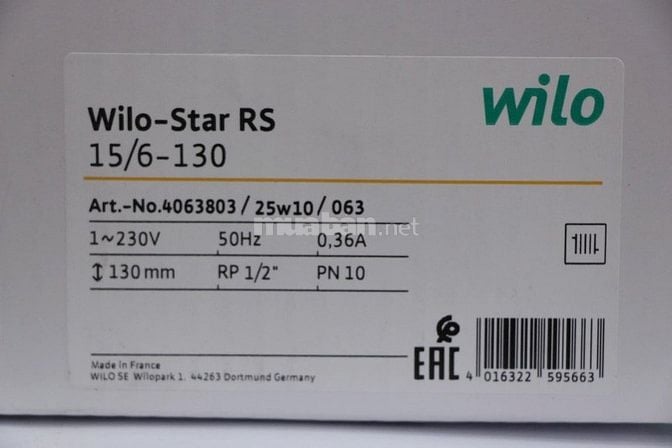 wilo
Wilo-Star RS
15/6-130
Art.-No.4063803 / 25w10 / 063
muaban.net
1~230V 50Hz 0,36A
130 mm RP 1/2" PN 10
Made in France
WILO SE Wilopark 1. 44263 Dortmund Germany
EAC
4 016322 595663